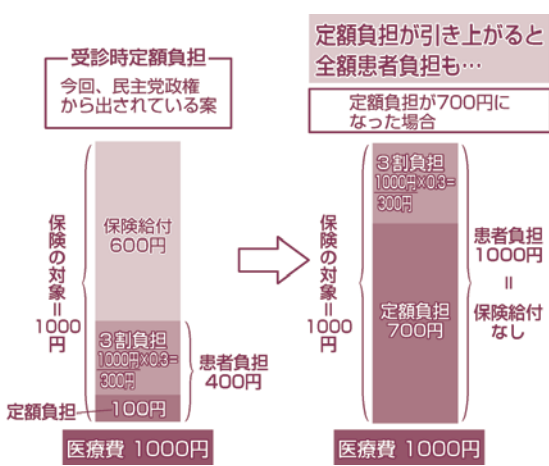 受診時定額負担
今回、民主党政権
から出されている案
保険の対象＝1000円
保険給付
600円
3割負担
1000円×0.3＝
300円
100円
定額負担
患者負担
400円
医療費 1000円
定額負担が引き上がると
全額患者負担も…
定額負担が700円に
なった場合
保険の対象＝1000円
3割負担
1000円×0.3＝
300円
定額負担
700円
患者負担
1000円
＝
保険給付
なし
医療費 1000円